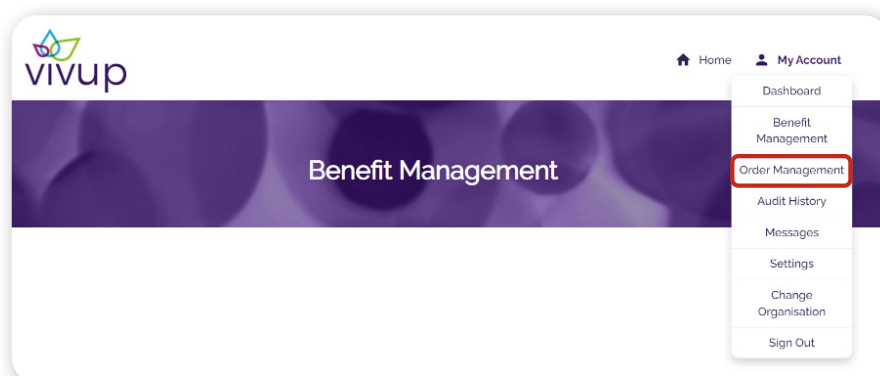 vivup
Home My Account
Dashboard
Benefit
Management
Benefit Management
Order Management
Audit History
Messages
Settings
Change
Organisation
Sign Out